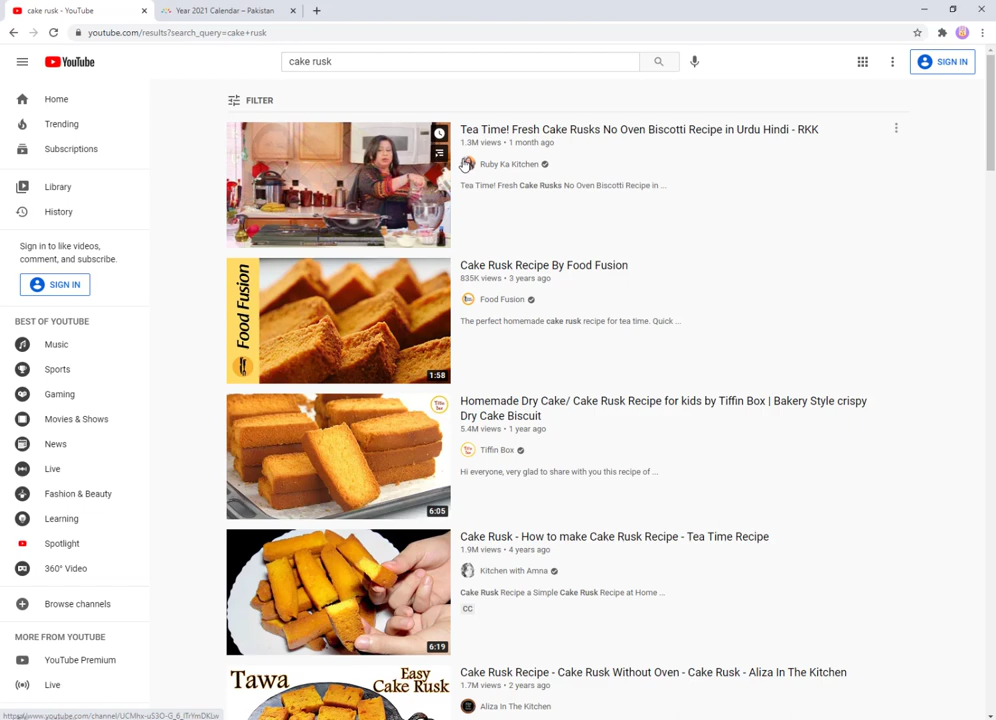 cake rusk - YouTube
Year 2021 Calendar – Pakistan
youtube.com/results?search_query=cake+rusk
YouTube
cake rusk
SIGN IN
Home
Trending
Subscriptions
Library
History
Sign in to like videos,
comment, and subscribe.
SIGN IN
BEST OF YOUTUBE
Music
Sports
Gaming
Movies & Shows
News
Live
Fashion & Beauty
Learning
Spotlight
360° Video
Browse channels
MORE FROM YOUTUBE
YouTube Premium
Live
FILTER
Tea Time! Fresh Cake Rusks No Oven Biscotti Recipe in Urdu Hindi - RKK
1.3M views • 1 month ago
Ruby Ka Kitchen
Tea Time! Fresh Cake Rusks No Oven Biscotti Recipe in ...
Food Fusion
1:58
Cake Rusk Recipe By Food Fusion
835K views • 3 years ago
Food Fusion
The perfect homemade cake rusk recipe for tea time. Quick ...
6:05
Homemade Dry Cake/ Cake Rusk Recipe for kids by Tiffin Box | Bakery Style crispy
Dry Cake Biscuit
5.4M views • 1 year ago
Tiffin Box
Hi everyone, very glad to share with you this recipe of ...
6:19
Cake Rusk - How to make Cake Rusk Recipe - Tea Time Recipe
1.9M views • 4 years ago
Kitchen with Amna
Cake Rusk Recipe a Simple Cake Rusk Recipe at Home ...
CC
Tawa
Easy
Cake Rusk
Cake Rusk Recipe - Cake Rusk Without Oven - Cake Rusk - Aliza In The Kitchen
1.7M views • 2 years ago
Aliza In The Kitchen